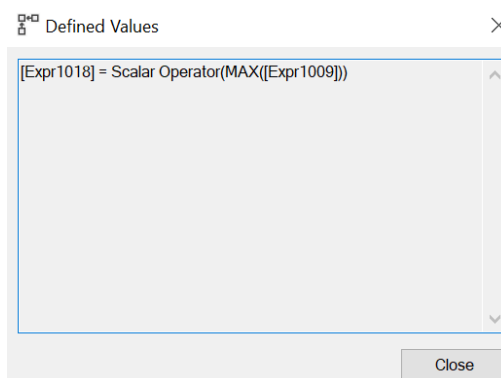 Defined Values
[Expr1018] = Scalar Operator(MAX([Expr1009]))
Close